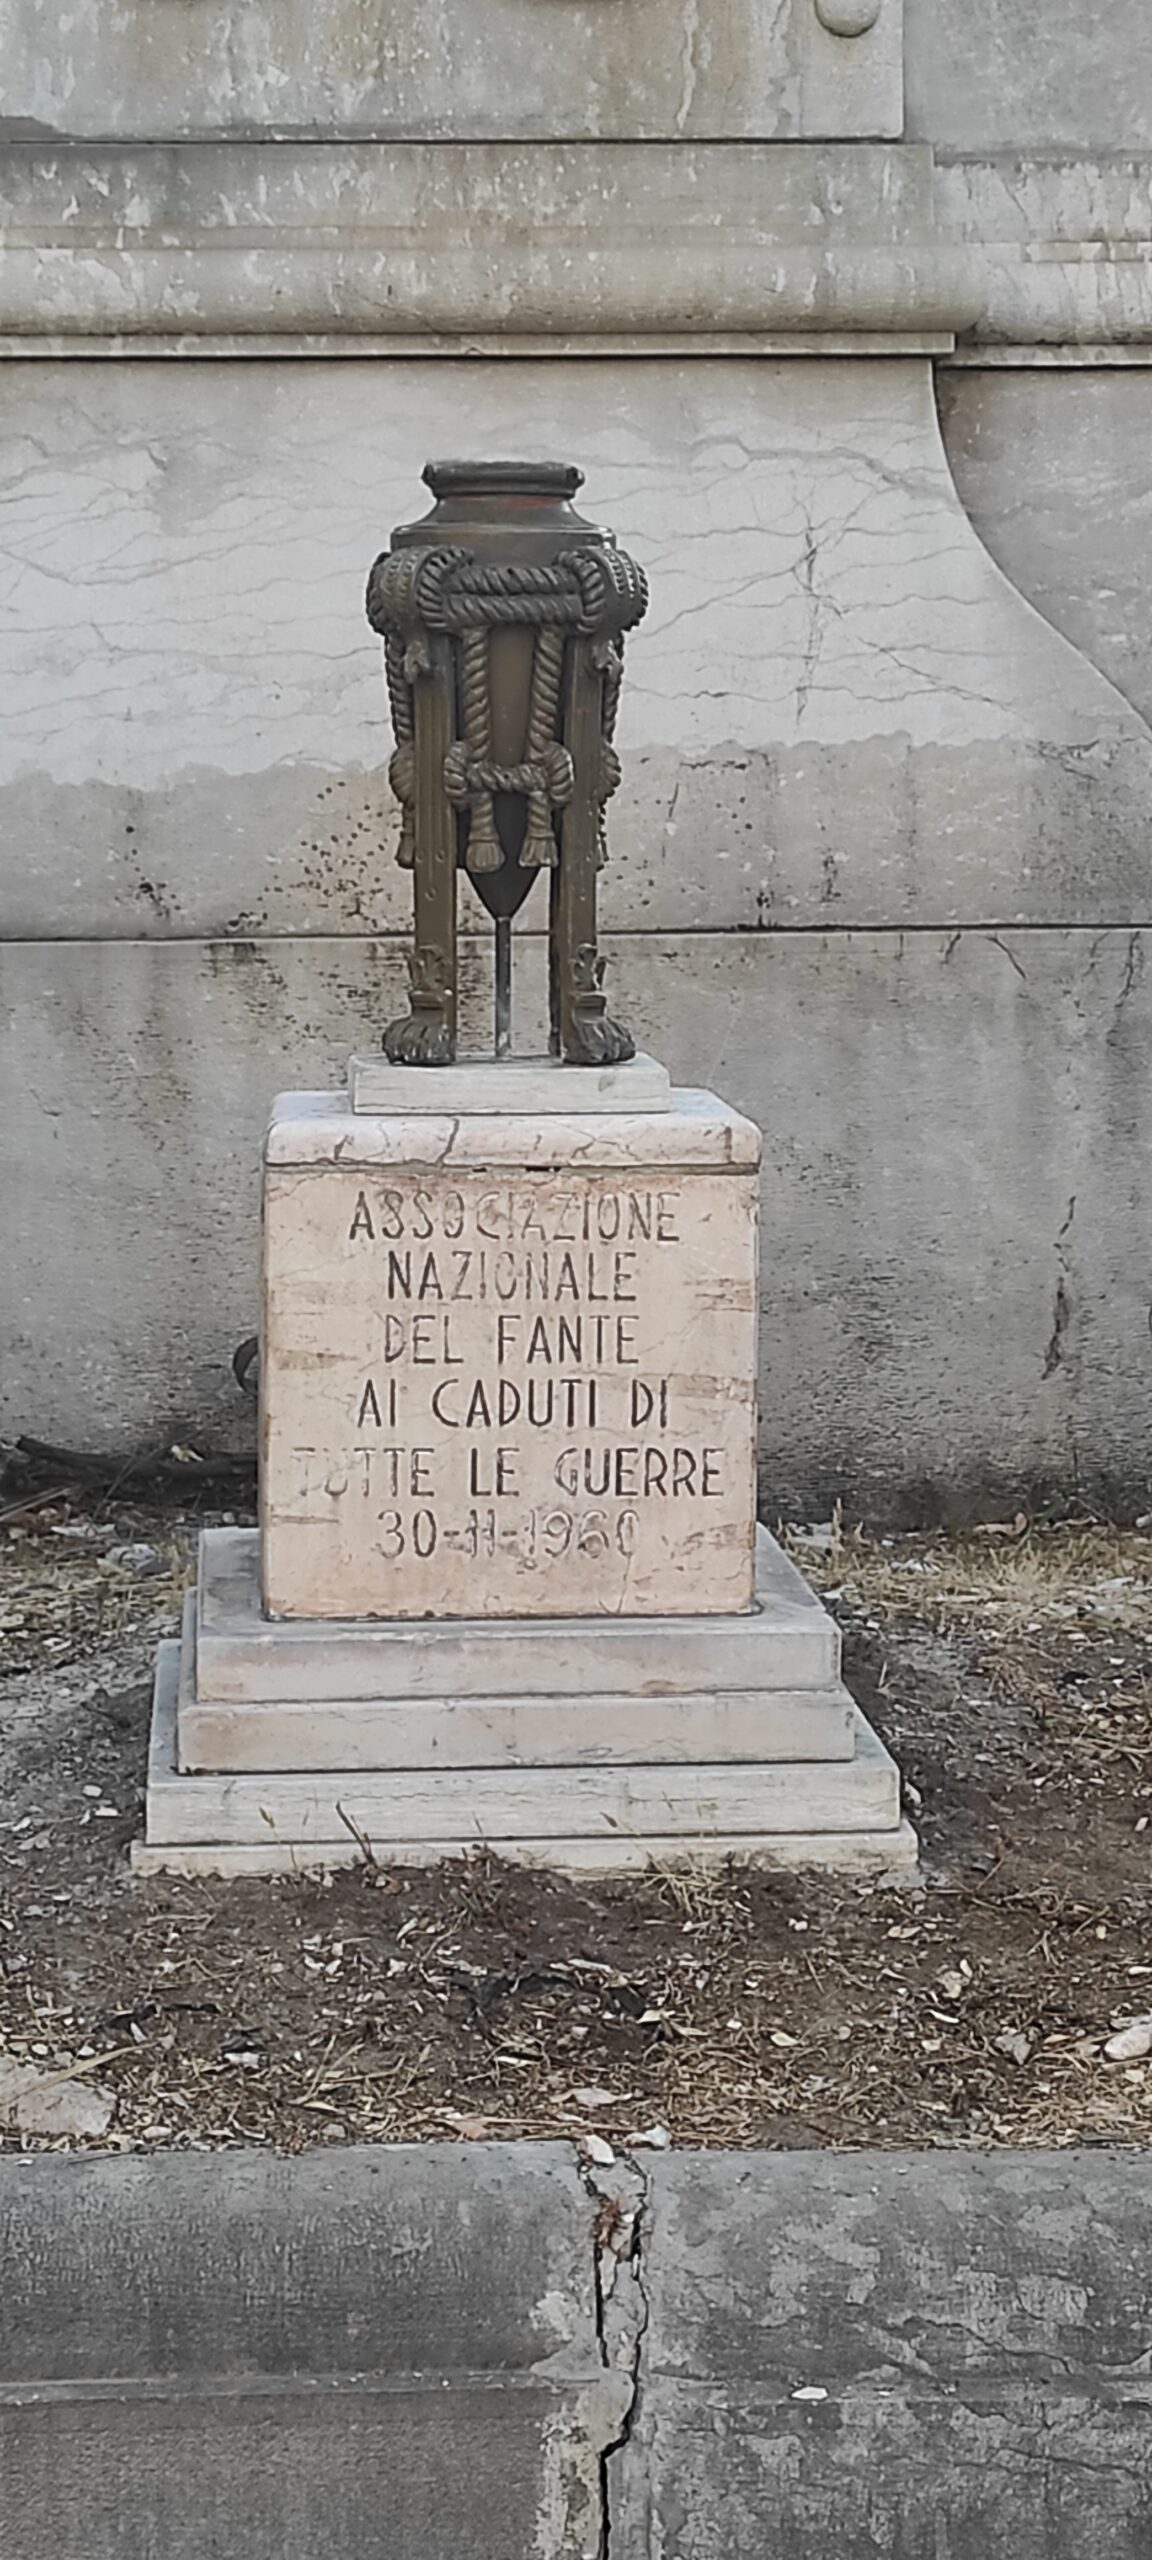 ASSOCIAZIONE
NAZIONALE
DEL FANTE
AI CADUTI DI
TUTTE LE GUERRE
30-11-1960